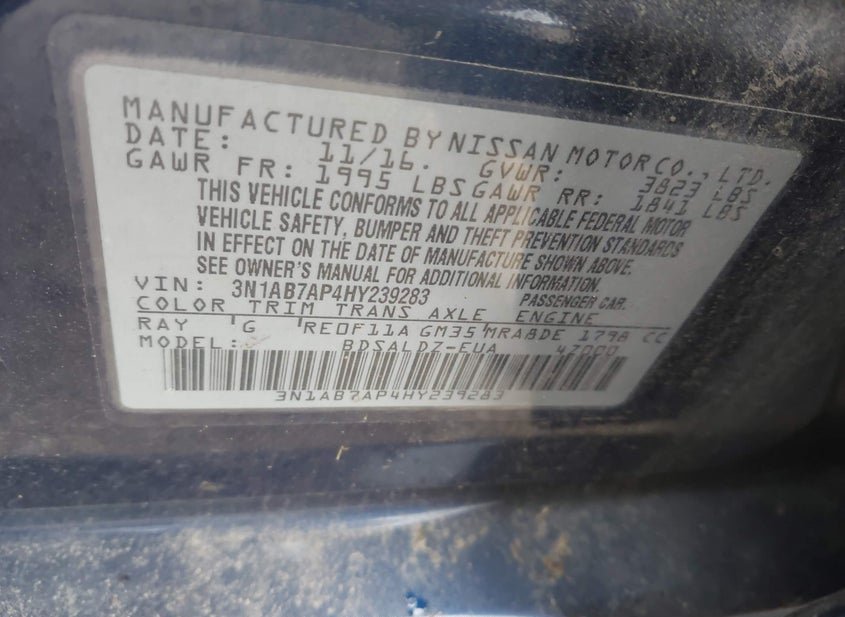 MANUFACTURED BY NISSAN MOTOR CO., LTD.
DATE: 11/16. GVWR: 3823 LBS
GAWR FR: 1995 LBS GAWR RR: 1841 LBS
THIS VEHICLE CONFORMS TO ALL APPLICABLE FEDERAL MOTOR
VEHICLE SAFETY, BUMPER AND THEFT PREVENTION STANDARDS
IN EFFECT ON THE DATE OF MANUFACTURE SHOWN ABOVE.
SEE OWNER'S MANUAL FOR ADDITIONAL INFORMATION.
VIN: 3N1AB7AP4HY239283 PASSENGER CAR.
COLOR TRIM TRANS AXLE ENGINE
RAY G RE0F11A GM35 MRA8DE 1798 CC
MODEL: BDSALDZ-EUA 4Z000
3N1AB7AP4HY239283